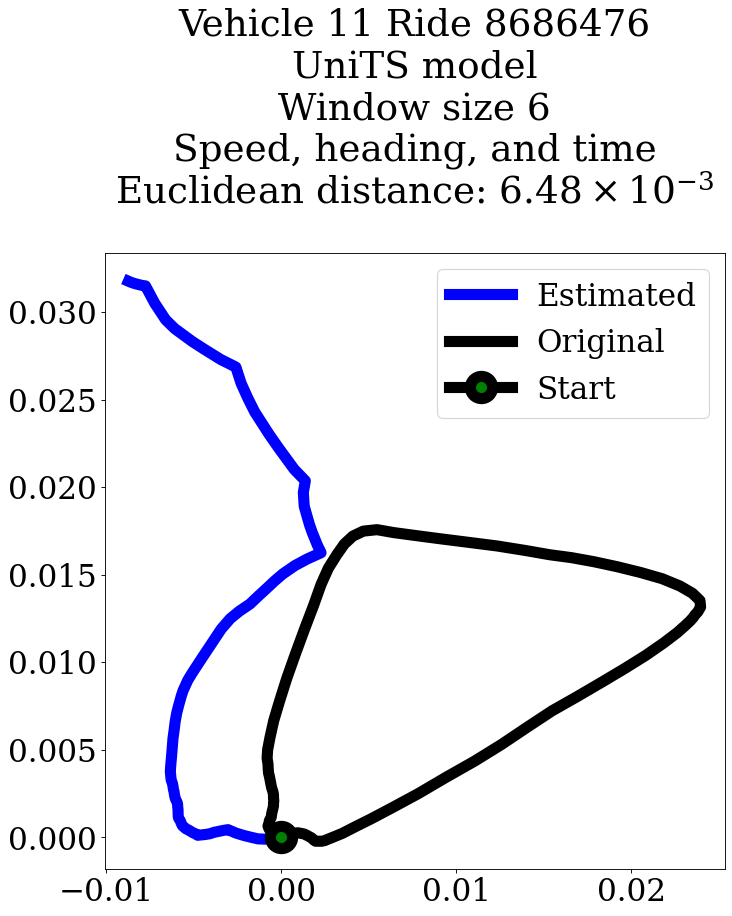 Vehicle 11 Ride 8686476
UniTS model
Window size 6
Speed, heading, and time
Euclidean distance: 6.48 × 10⁻³
Estimated
Original
Start
0.030
0.025
0.020
0.015
0.010
0.005
0.000
−0.01 0.00 0.01 0.02